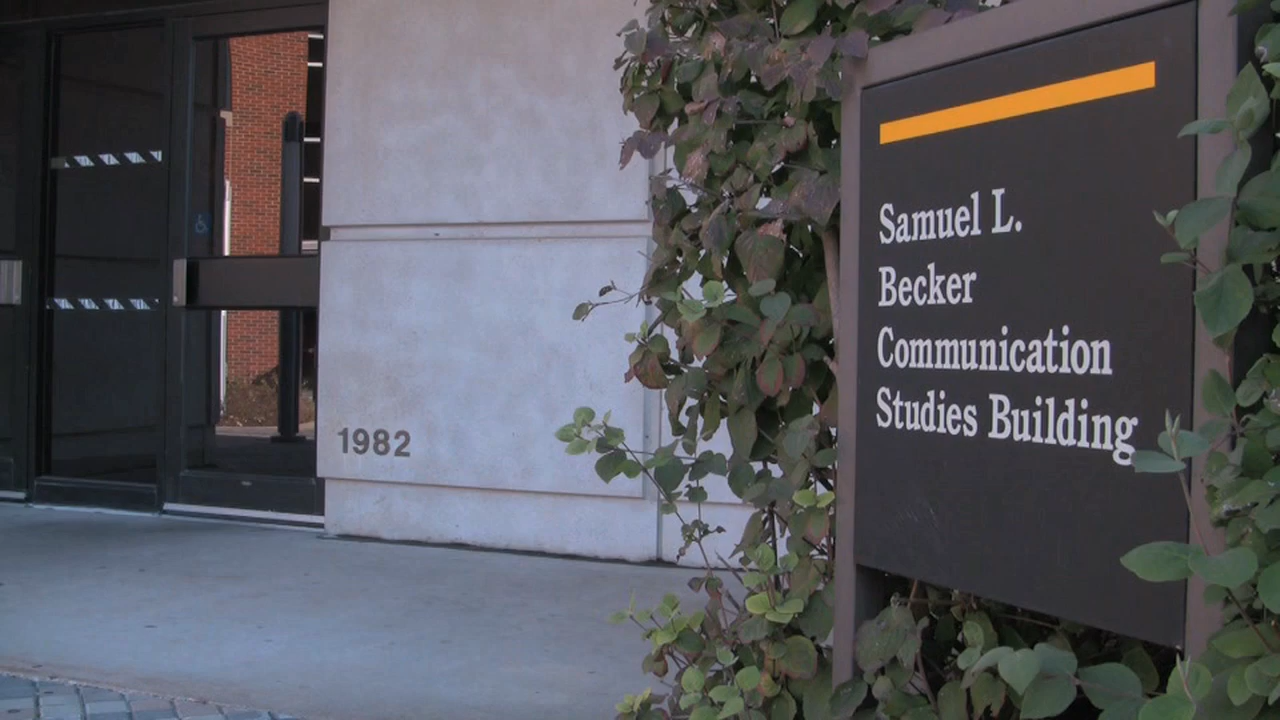 Samuel L.
Becker
Communication
Studies Building
1982